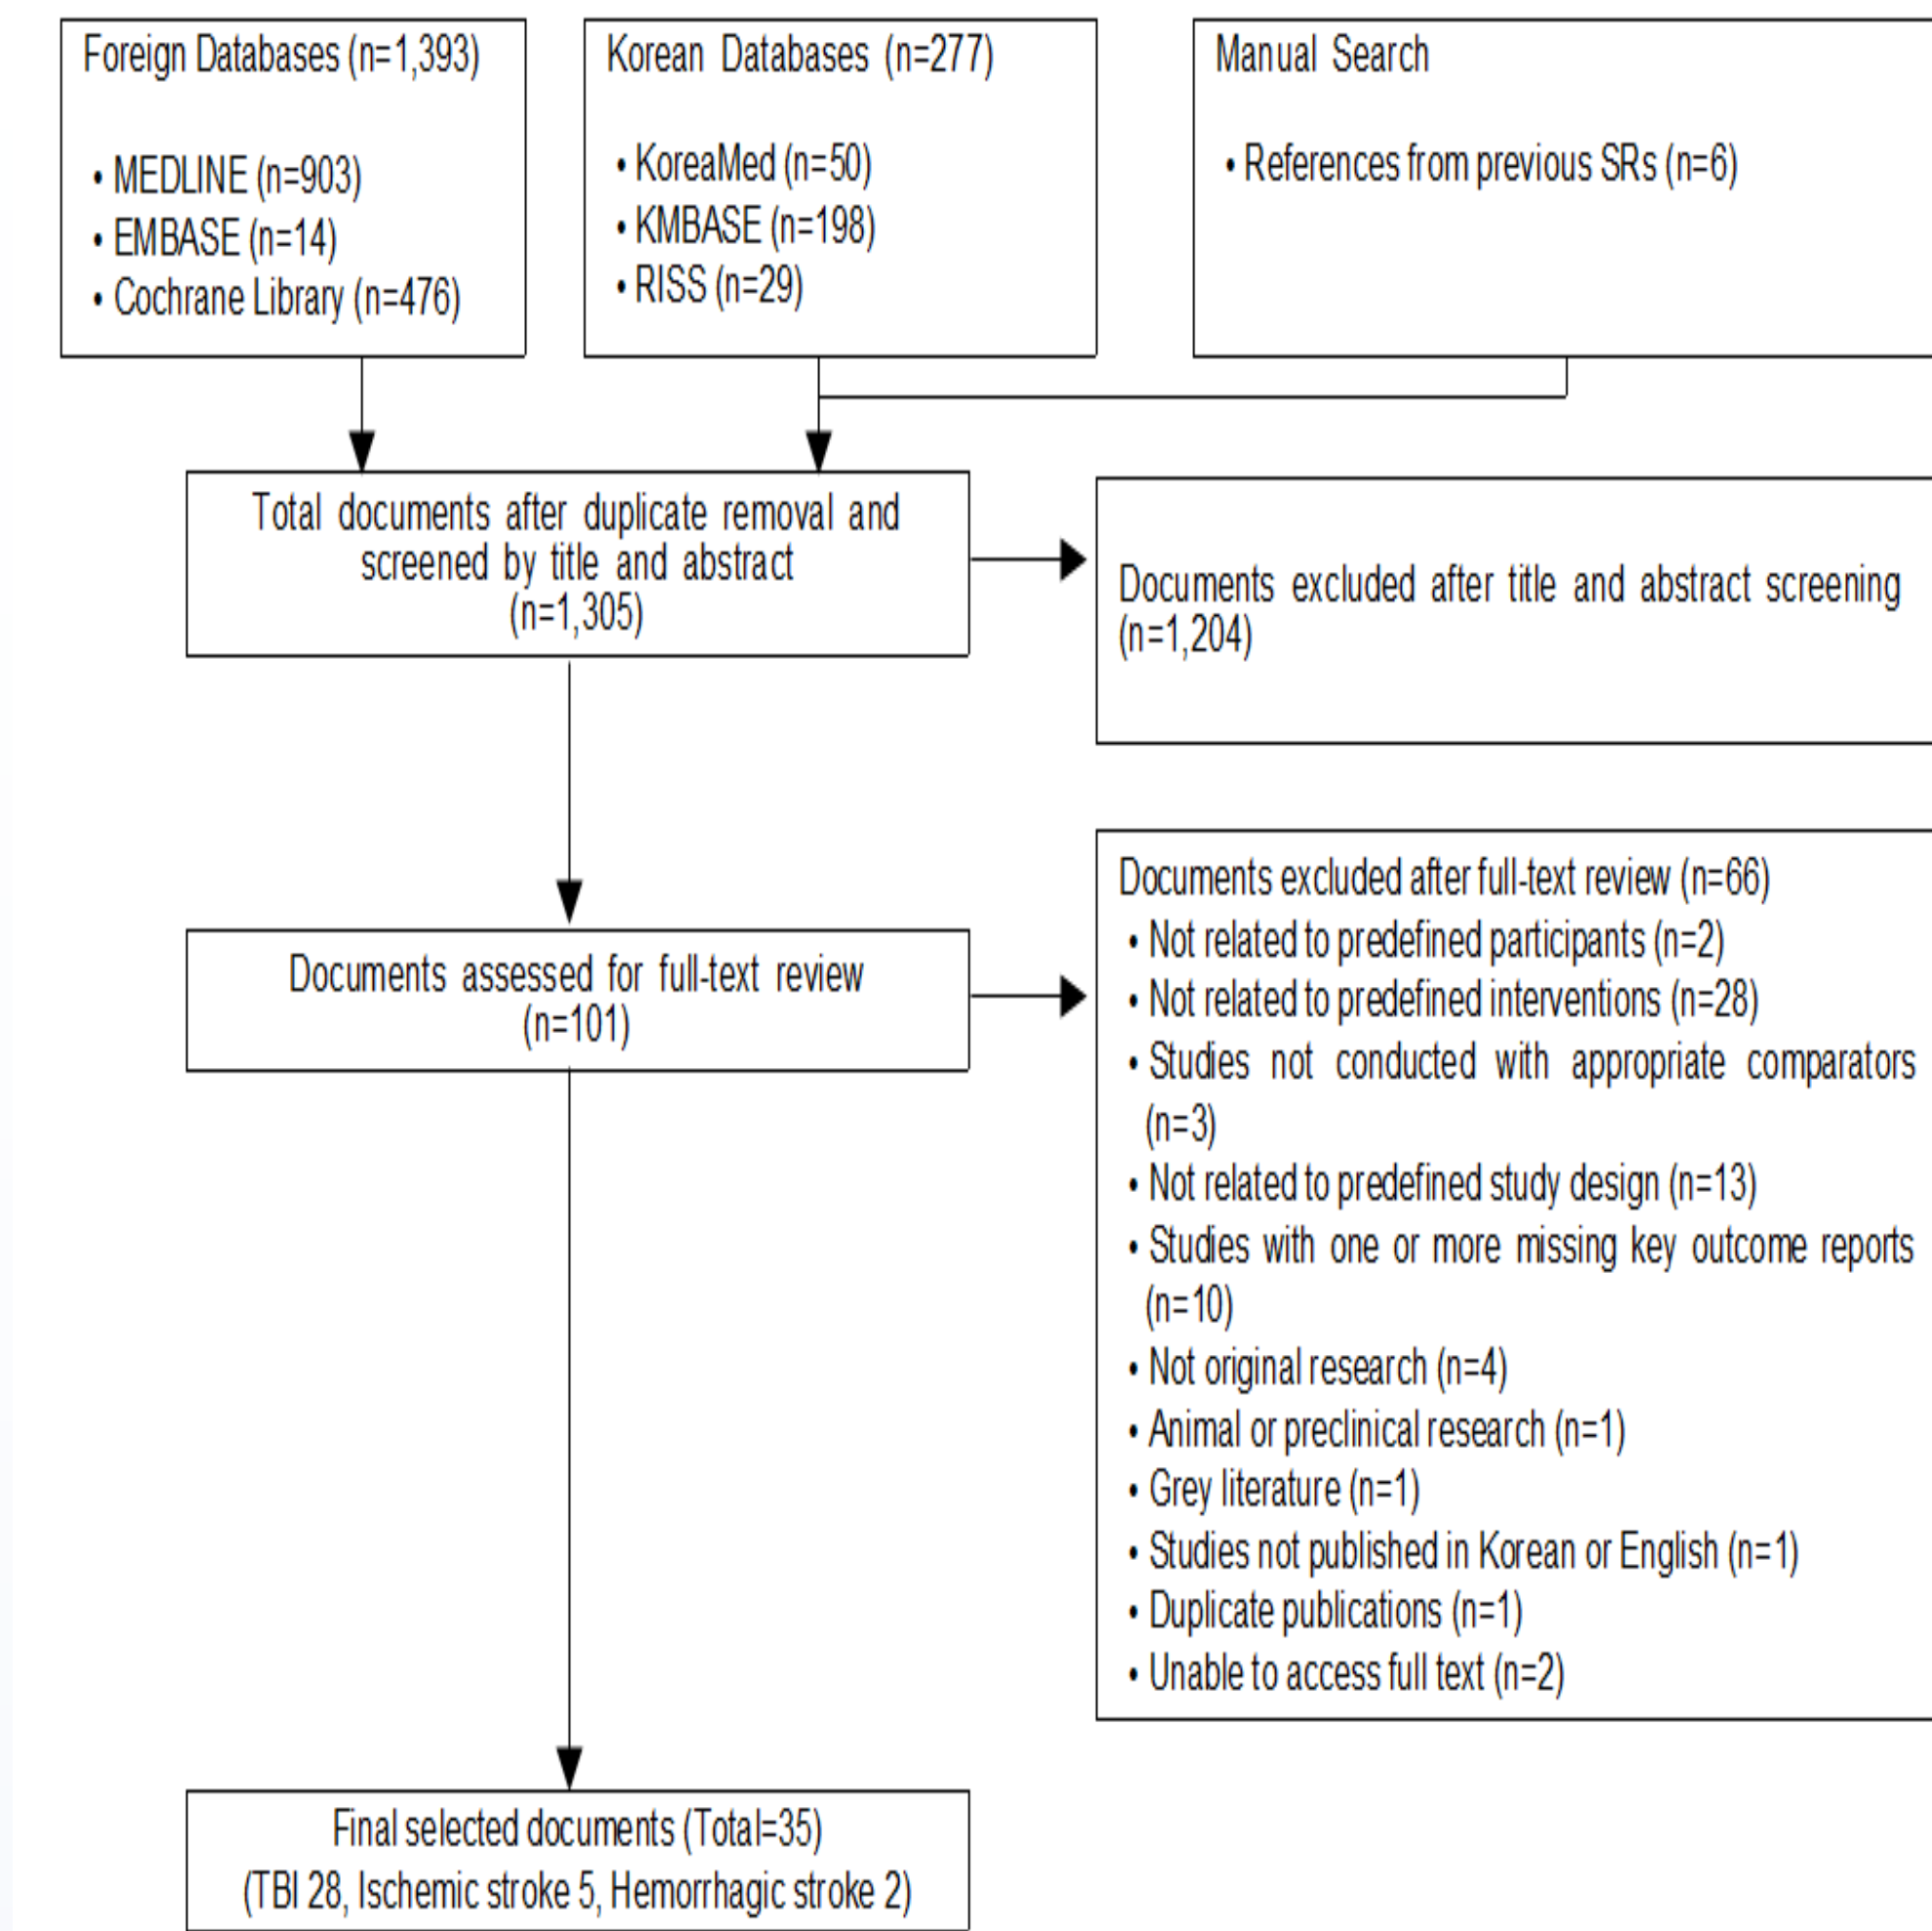 Foreign Databases (n=1,393)
• MEDLINE (n=903)
• EMBASE (n=14)
• Cochrane Library (n=476)
Korean Databases (n=277)
• KoreaMed (n=50)
• KMBASE (n=198)
• RISS (n=29)
Manual Search
• References from previous SRs (n=6)
Total documents after duplicate removal and
screened by title and abstract
(n=1,305)
Documents excluded after title and abstract screening
(n=1,204)
Documents assessed for full-text review
(n=101)
Documents excluded after full-text review (n=66)
• Not related to predefined participants (n=2)
• Not related to predefined interventions (n=28)
• Studies not conducted with appropriate comparators
(n=3)
• Not related to predefined study design (n=13)
• Studies with one or more missing key outcome reports
(n=10)
• Not original research (n=4)
• Animal or preclinical research (n=1)
• Grey literature (n=1)
• Studies not published in Korean or English (n=1)
• Duplicate publications (n=1)
• Unable to access full text (n=2)
Final selected documents (Total=35)
(TBI 28, Ischemic stroke 5, Hemorrhagic stroke 2)